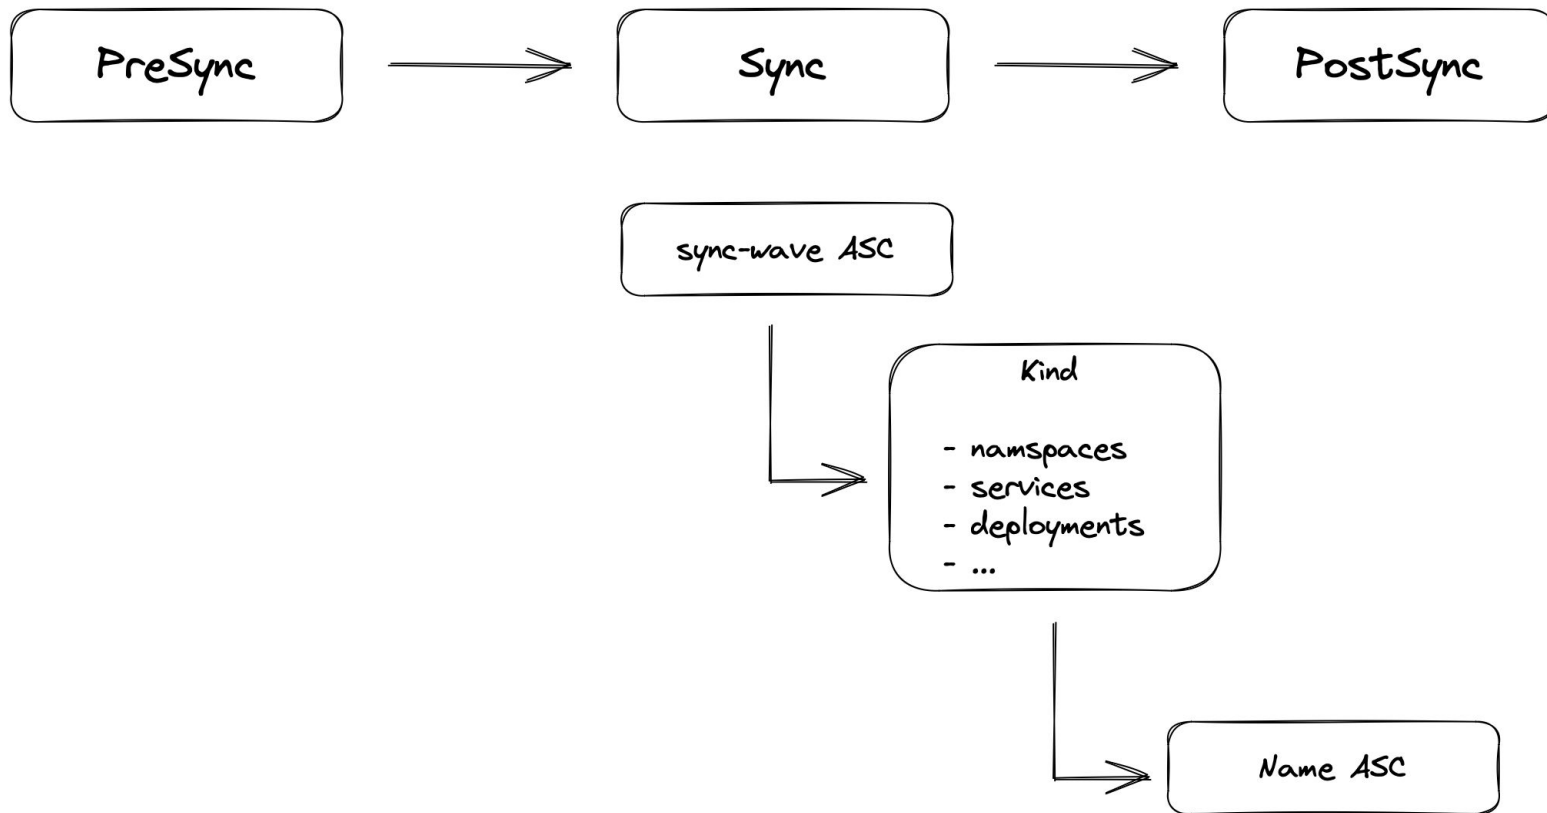 PreSync
Sync
PostSync
sync-wave ASC
Kind
- namspaces
- services
- deployments
- ...
Name ASC